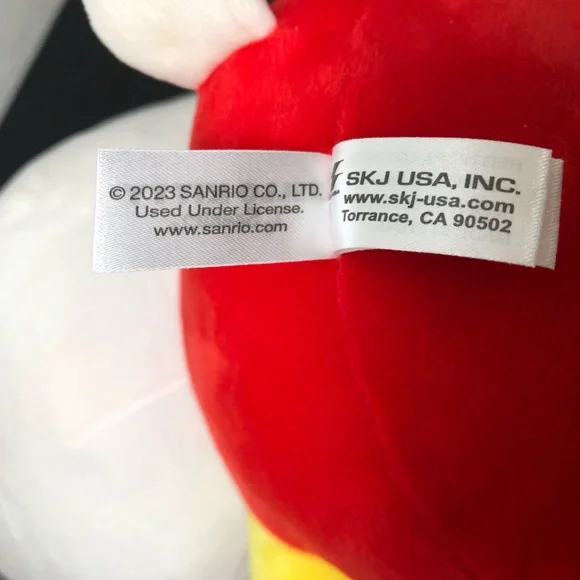 © 2023 SANRIO CO., LTD.
Used Under License.
www.sanrio.com
SKJ USA, INC.
www.skj-usa.com
Torrance, CA 90502